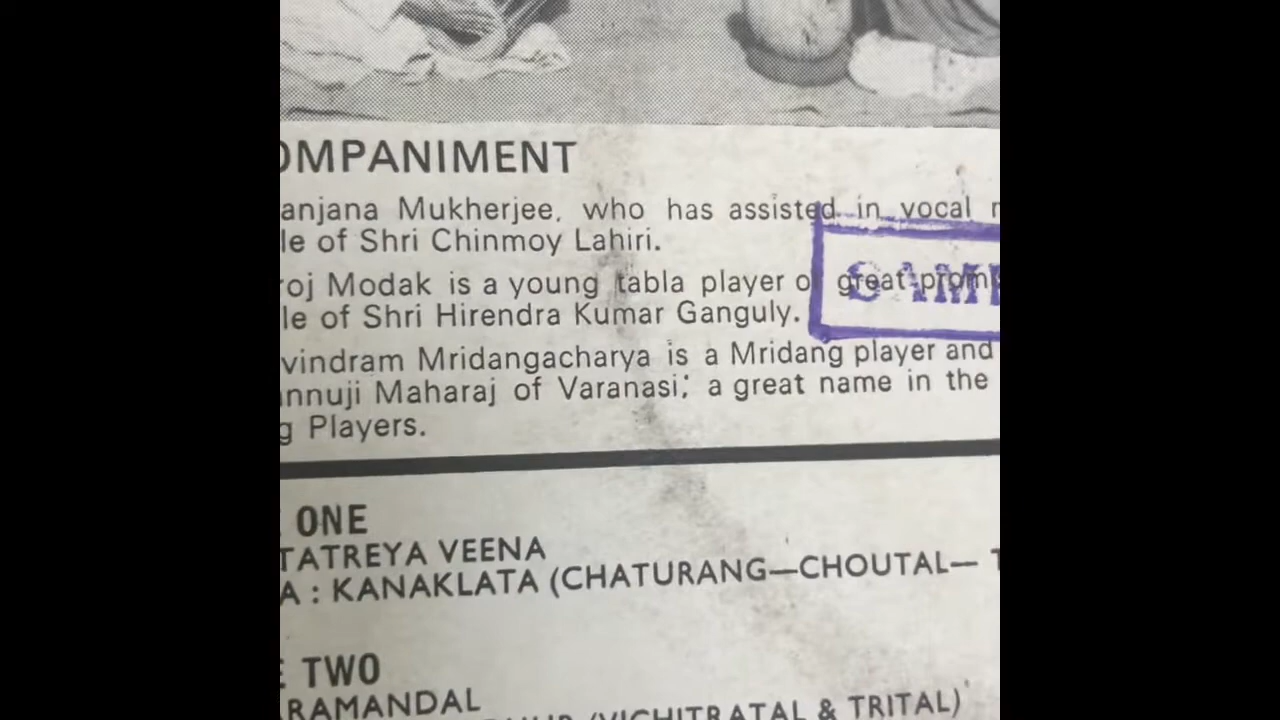 OMPANIMENT
anjana Mukherjee, who has assisted in vocal
le of Shri Chinmoy Lahiri.
roj Modak is a young tabla player of great promi
le of Shri Hirendra Kumar Ganguly.
vindram Mridangacharya is a Mridang player and
annuji Maharaj of Varanasi; a great name in the
g Players.
ONE
TATREYA VEENA
A : KANAKLATA (CHATURANG—CHOUTAL—
TWO
RAMANDAL
(VICHITRATAL & TRITAL)